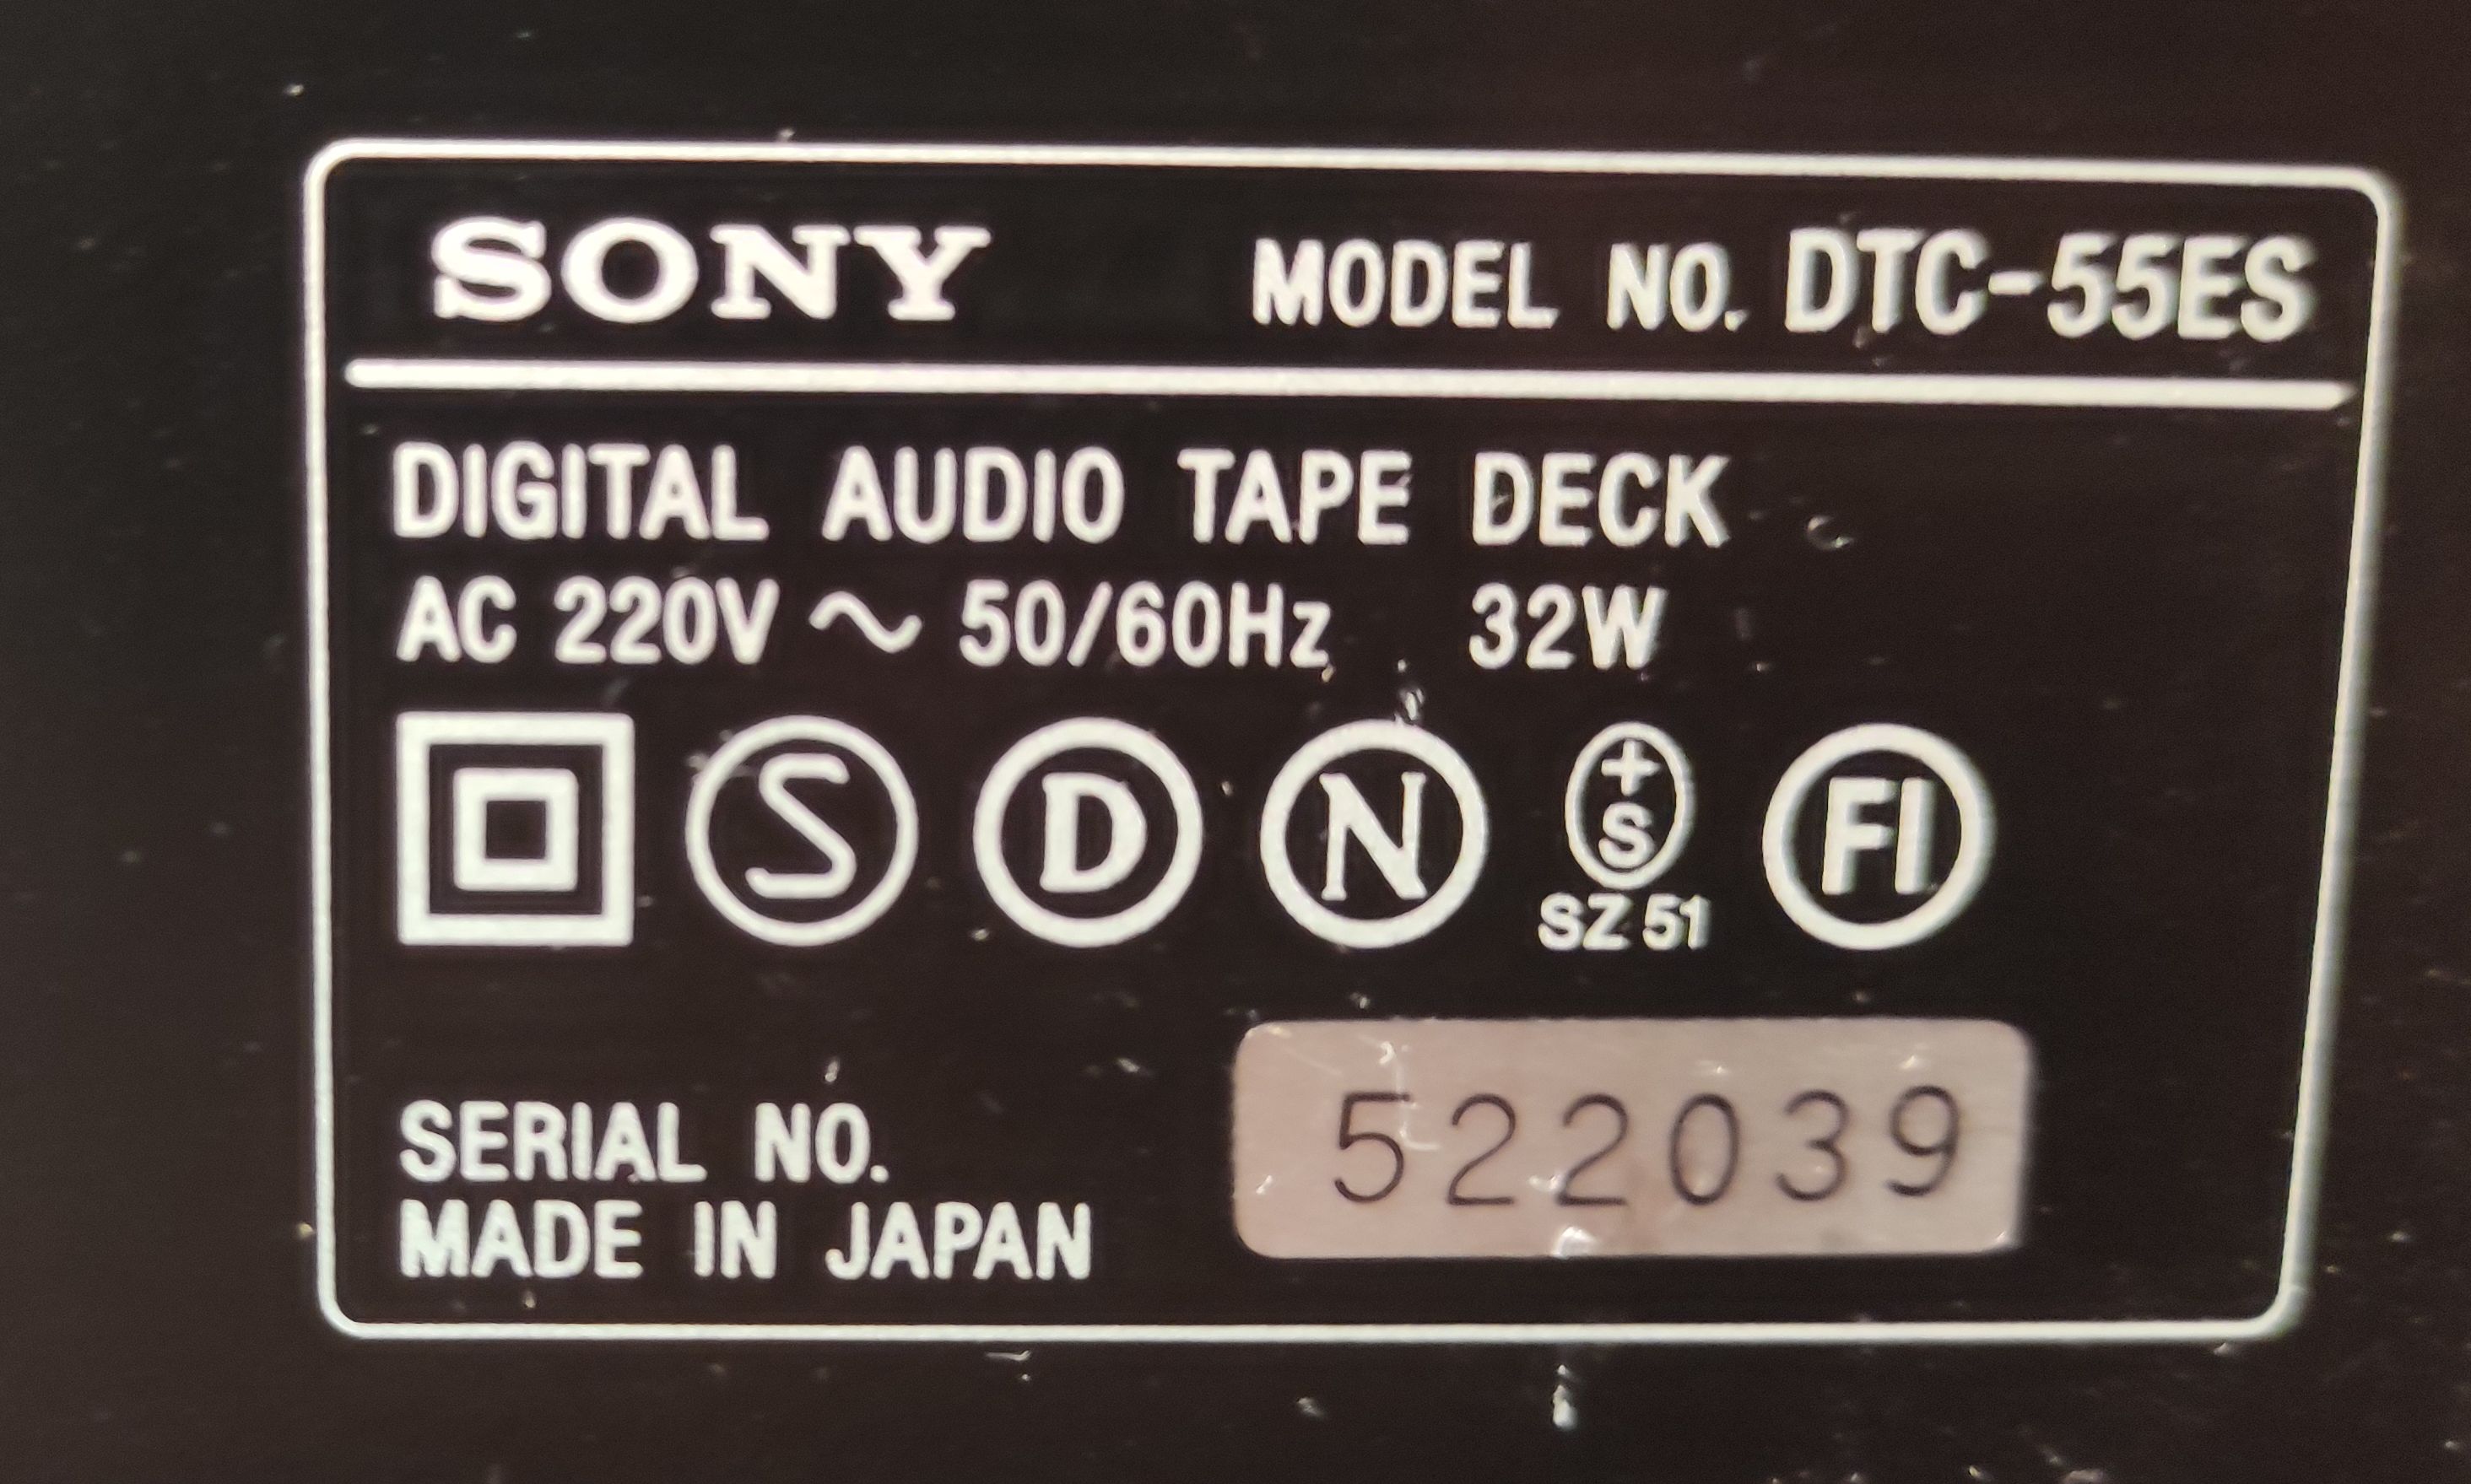 SONY MODEL NO. DTC-55ES
DIGITAL AUDIO TAPE DECK
AC 220V ~ 50/60Hz 32W
S D N +S FI
SZ 51
522039
SERIAL NO.
MADE IN JAPAN